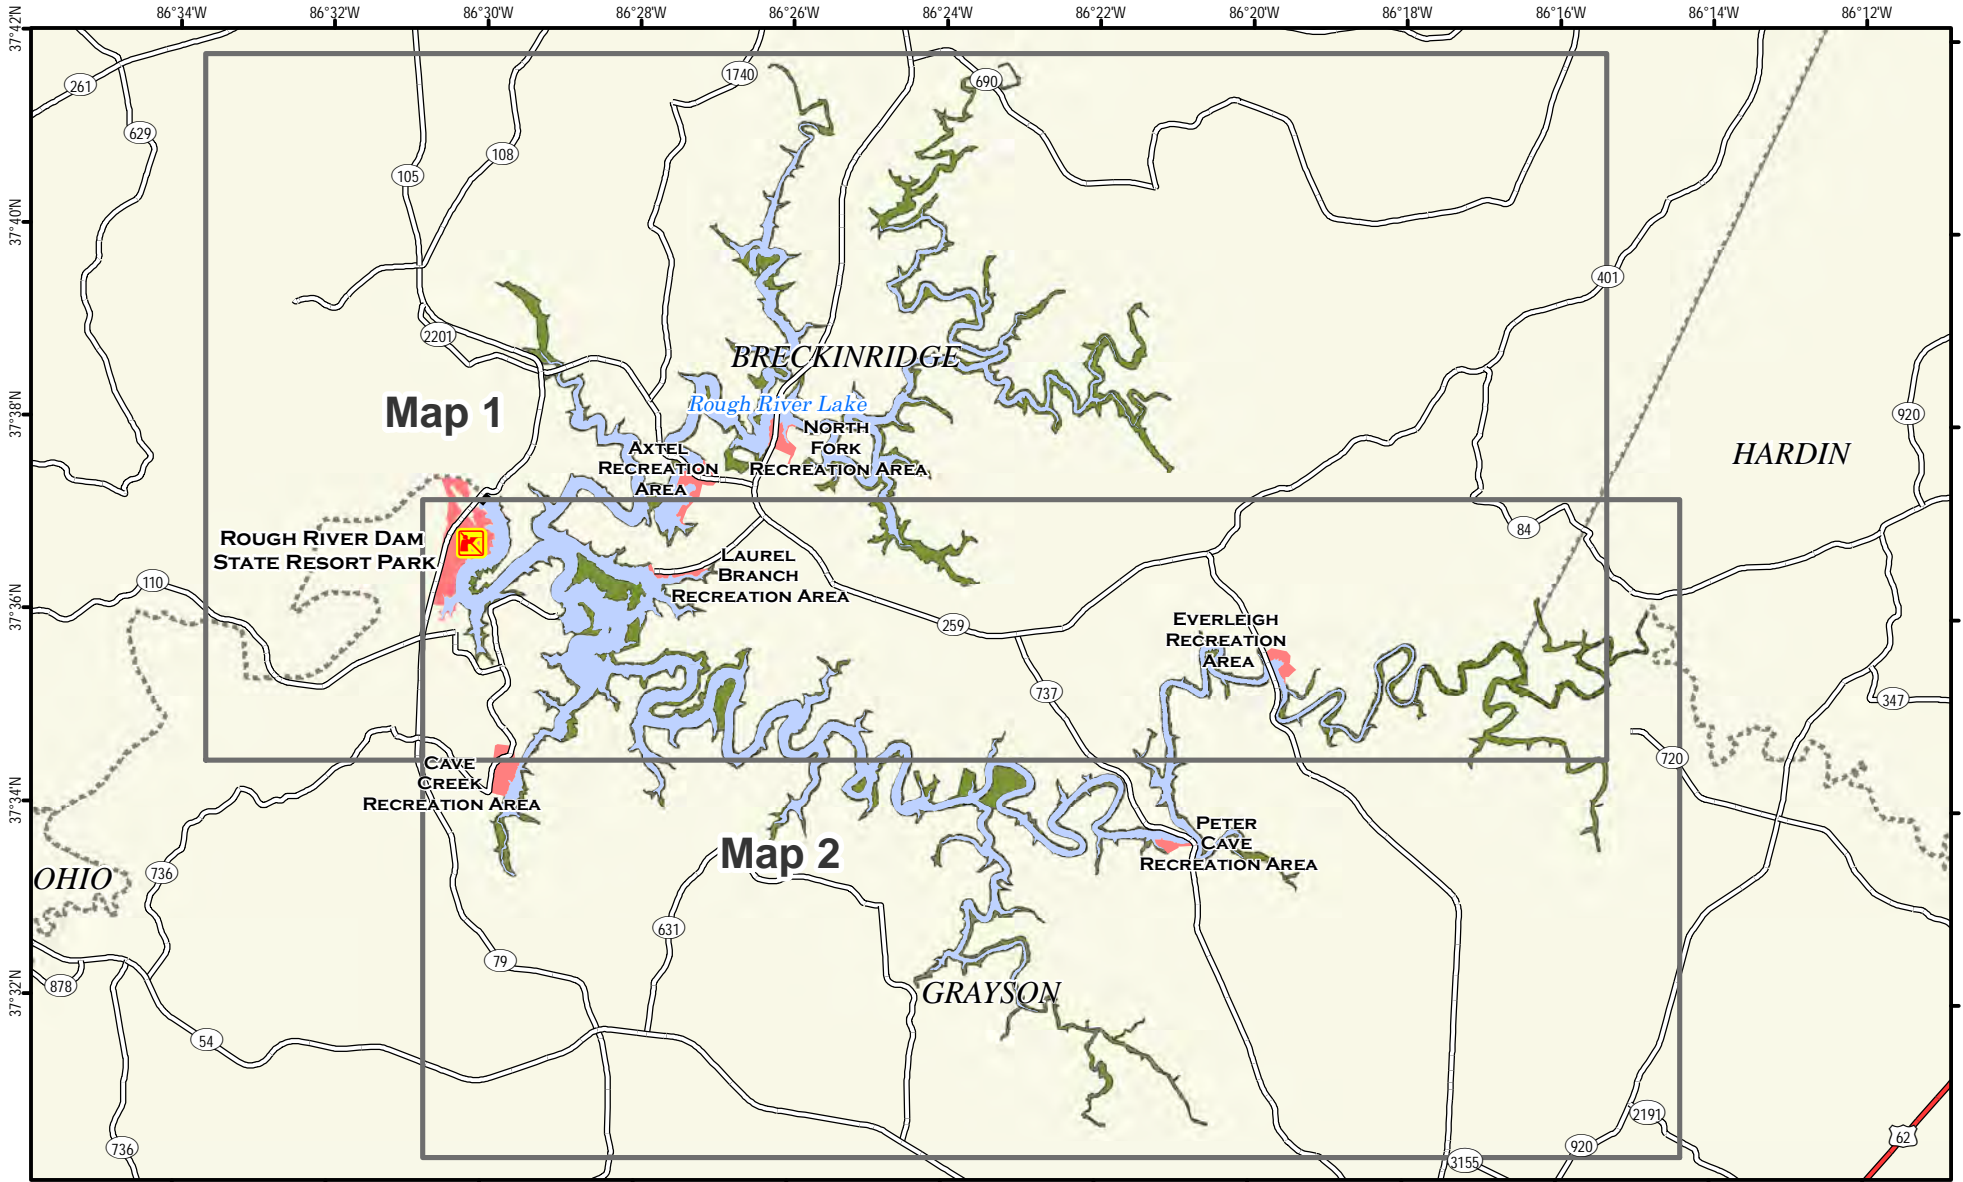 86°34'W 86°32'W 86°30'W 86°28'W 86°26'W 86°24'W 86°22'W 86°20'W 86°18'W 86°16'W 86°14'W 86°12'W
37°42'N
37°40'N
37°38'N
37°36'N
37°34'N
37°32'N
261
629
1740
690
108
105
401
2201
BRECKINRIDGE
Map 1
Rough River Lake
920
NORTH
FORK
RECREATION AREA
AXTEL
RECREATION
AREA
HARDIN
ROUGH RIVER DAM
STATE RESORT PARK
84
LAUREL
BRANCH
RECREATION AREA
110
259
EVERLEIGH
RECREATION
AREA
737
347
720
CAVE
CREEK
RECREATION AREA
PETER
CAVE
RECREATION AREA
Map 2
OHIO
736
631
79
878
GRAYSON
54
2191
62
736
920
3155